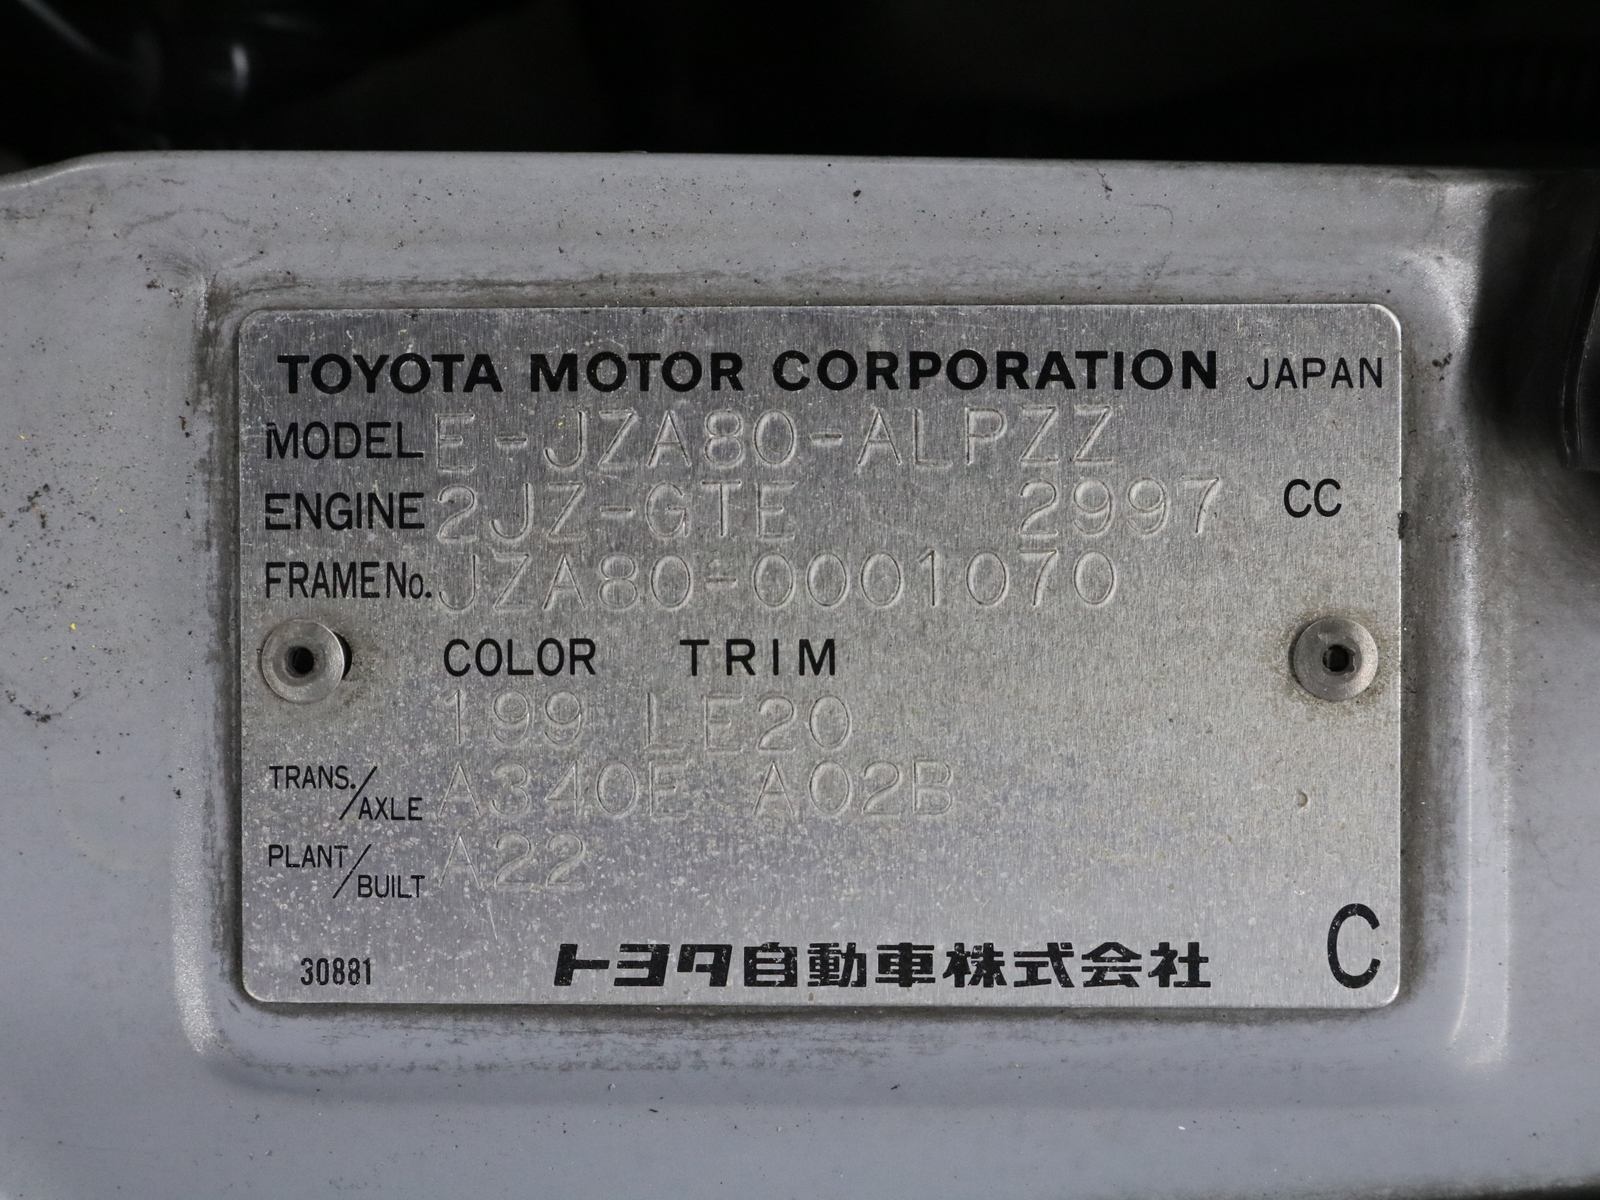 TOYOTA MOTOR CORPORATION JAPAN
MODEL E-JZA80-ALPZZ
ENGINE 2JZ-GTE 2997 CC
FRAME No. JZA80-0001070
COLOR TRIM
199 LE20
TRANS./AXLE A340E A02B
PLANT/BUILT A22
30881 トヨタ自動車株式会社 C